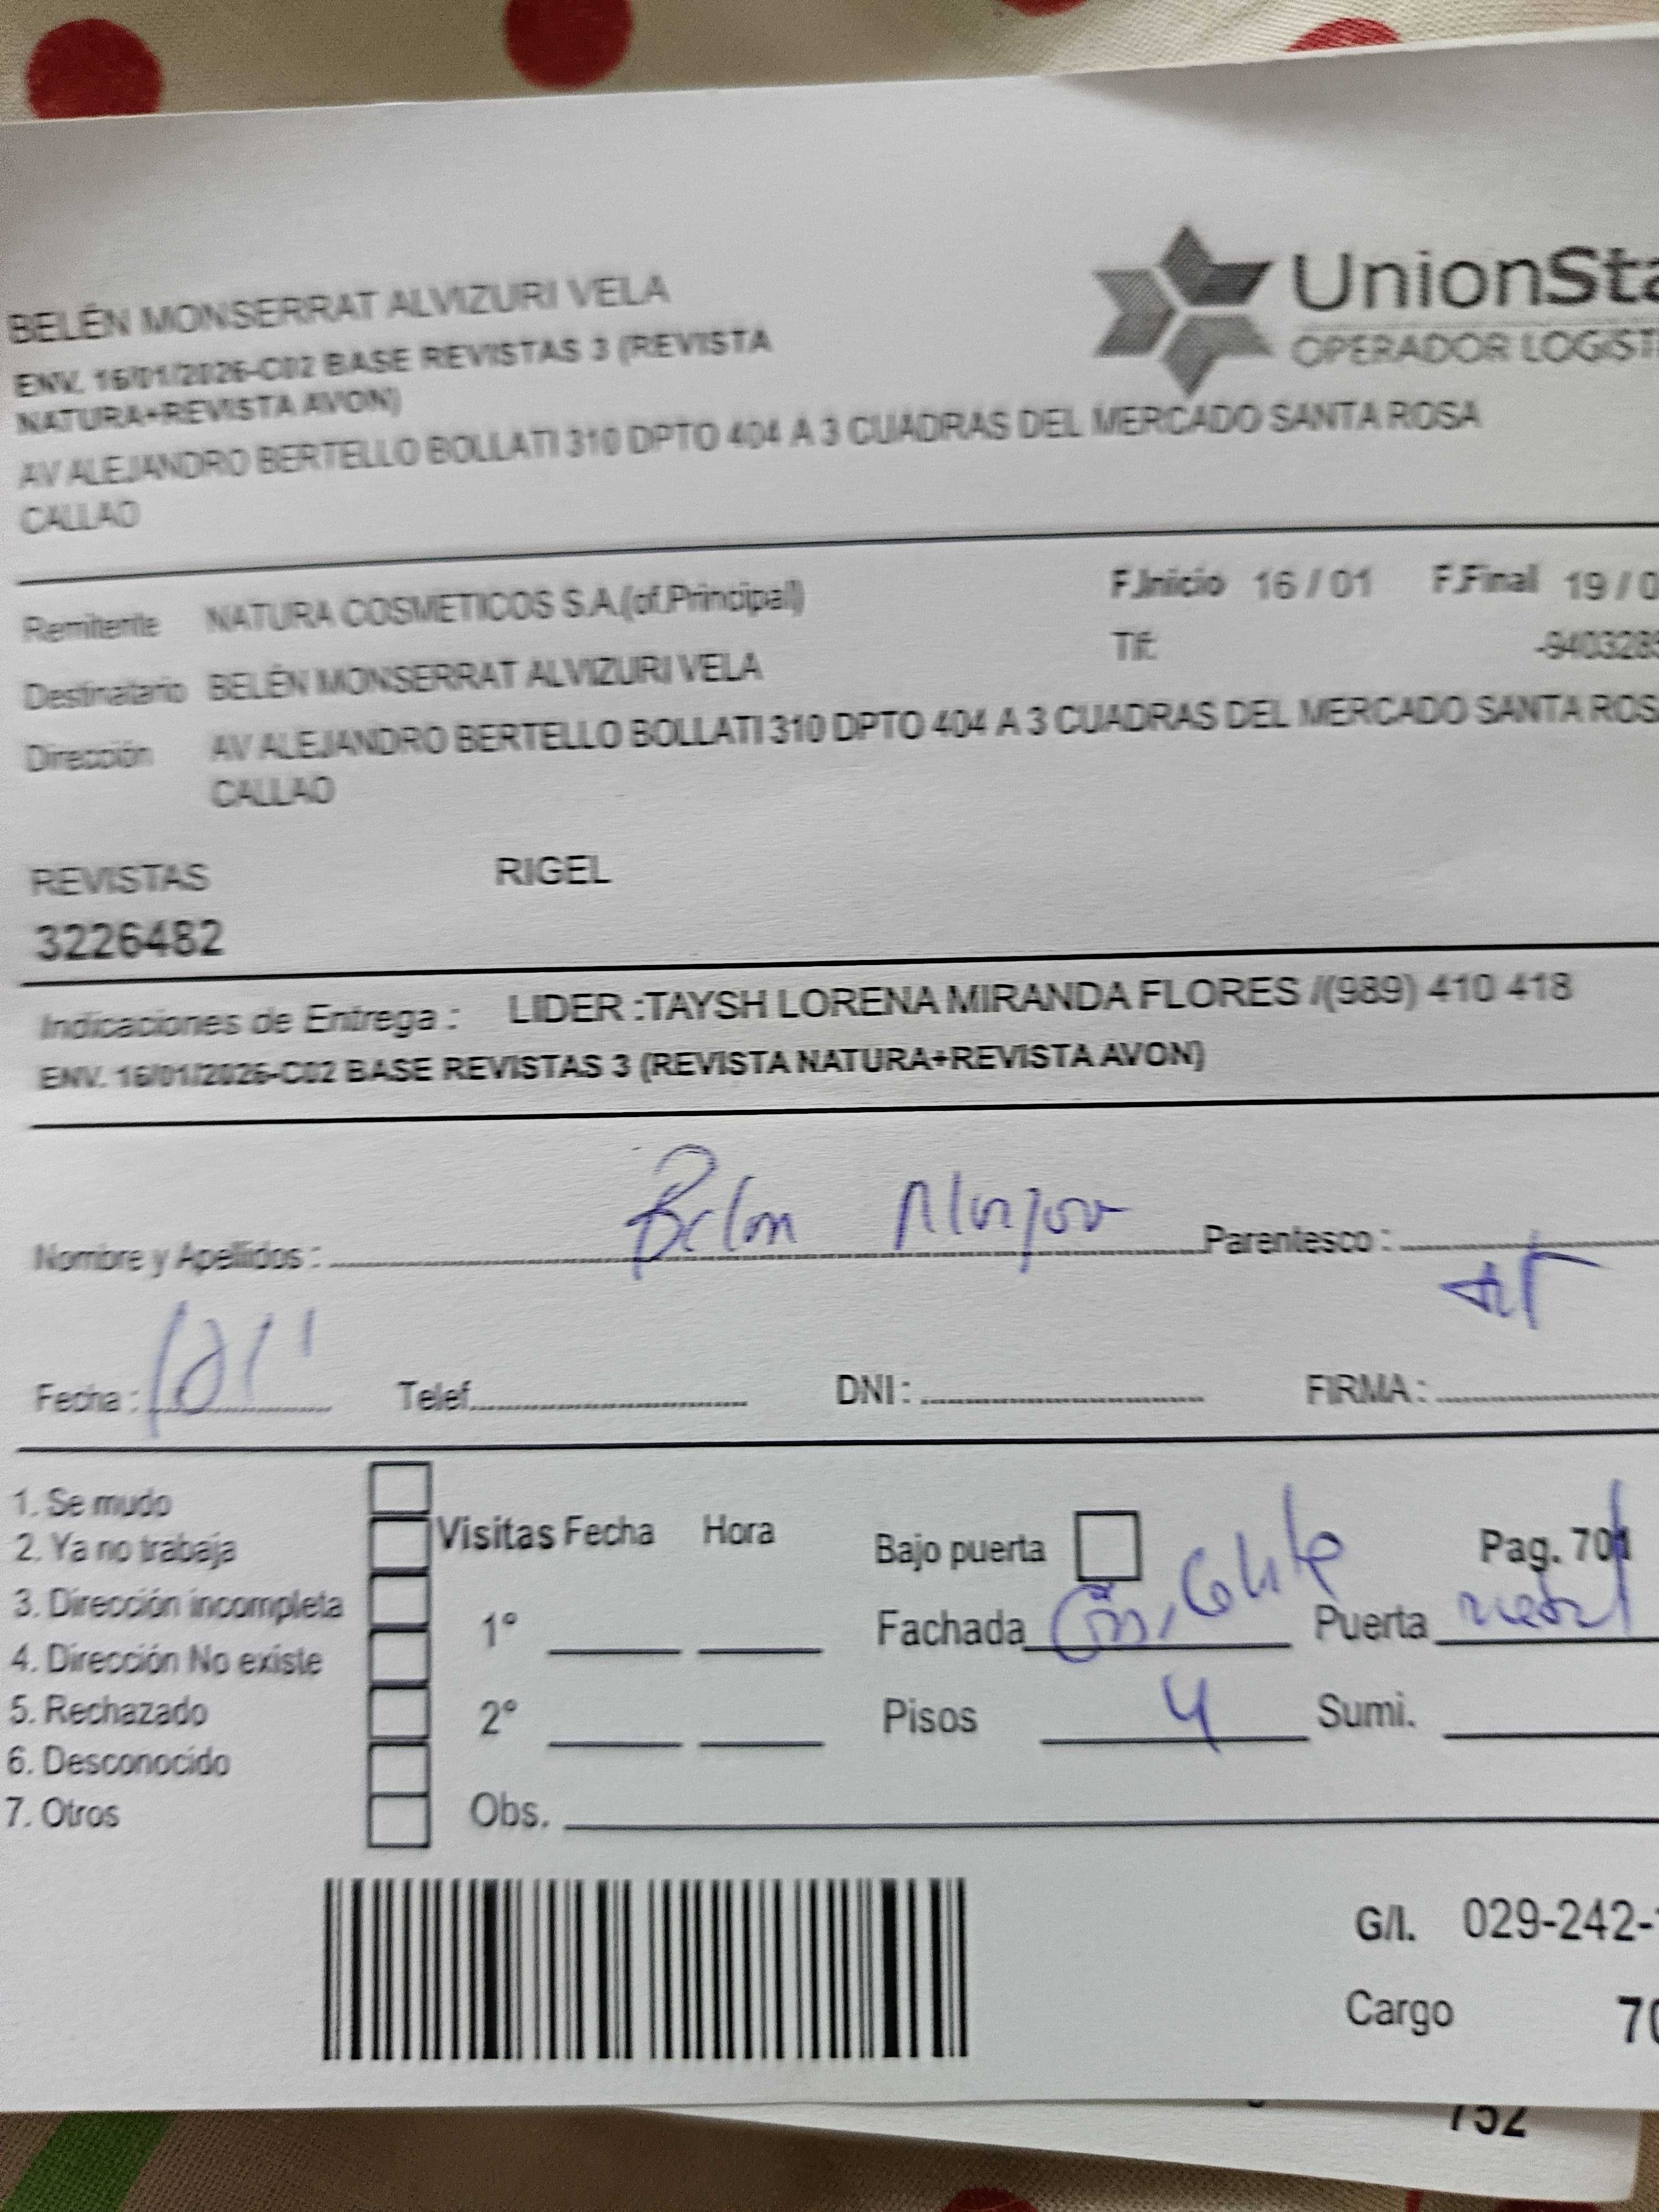 BELÉN MONSERRAT ALVIZURI VELA
ENV. 16/01/2026-C02 BASE REVISTAS 3 (REVISTA
NATURA+REVISTA AVON)
AV ALEJANDRO BERTELLO BOLLATI 310 DPTO 404 A 3 CUADRAS DEL MERCADO SANTA ROSA
CALLAO
UnionSta
OPERADOR LOGÍSTI
Remitente NATURA COSMETICOS S.A.(of.Principal) F.Inicio 16 / 01 F.Final 19 / 0
Destinatario BELÉN MONSERRAT ALVIZURI VELA Tlf: -940328
Dirección AV ALEJANDRO BERTELLO BOLLATI 310 DPTO 404 A 3 CUADRAS DEL MERCADO SANTA ROS
CALLAO
REVISTAS RIGEL
3226482
Indicaciones de Entrega : LIDER :TAYSH LORENA MIRANDA FLORES /(989) 410 418
ENV. 16/01/2026-C02 BASE REVISTAS 3 (REVISTA NATURA+REVISTA AVON)
Nombre y Apellidos : Belen Parentesco :
Fecha : Telef. DNI : FIRMA :
1. Se mudo
2. Ya no trabaja
3. Dirección incompleta
4. Dirección No existe
5. Rechazado
6. Desconocido
7. Otros
Visitas Fecha Hora
1°
2°
Obs.
Bajo puerta Pag. 701
Fachada Puerta metal
Pisos 4 Sumi.
G/I. 029-242-
Cargo 70
752